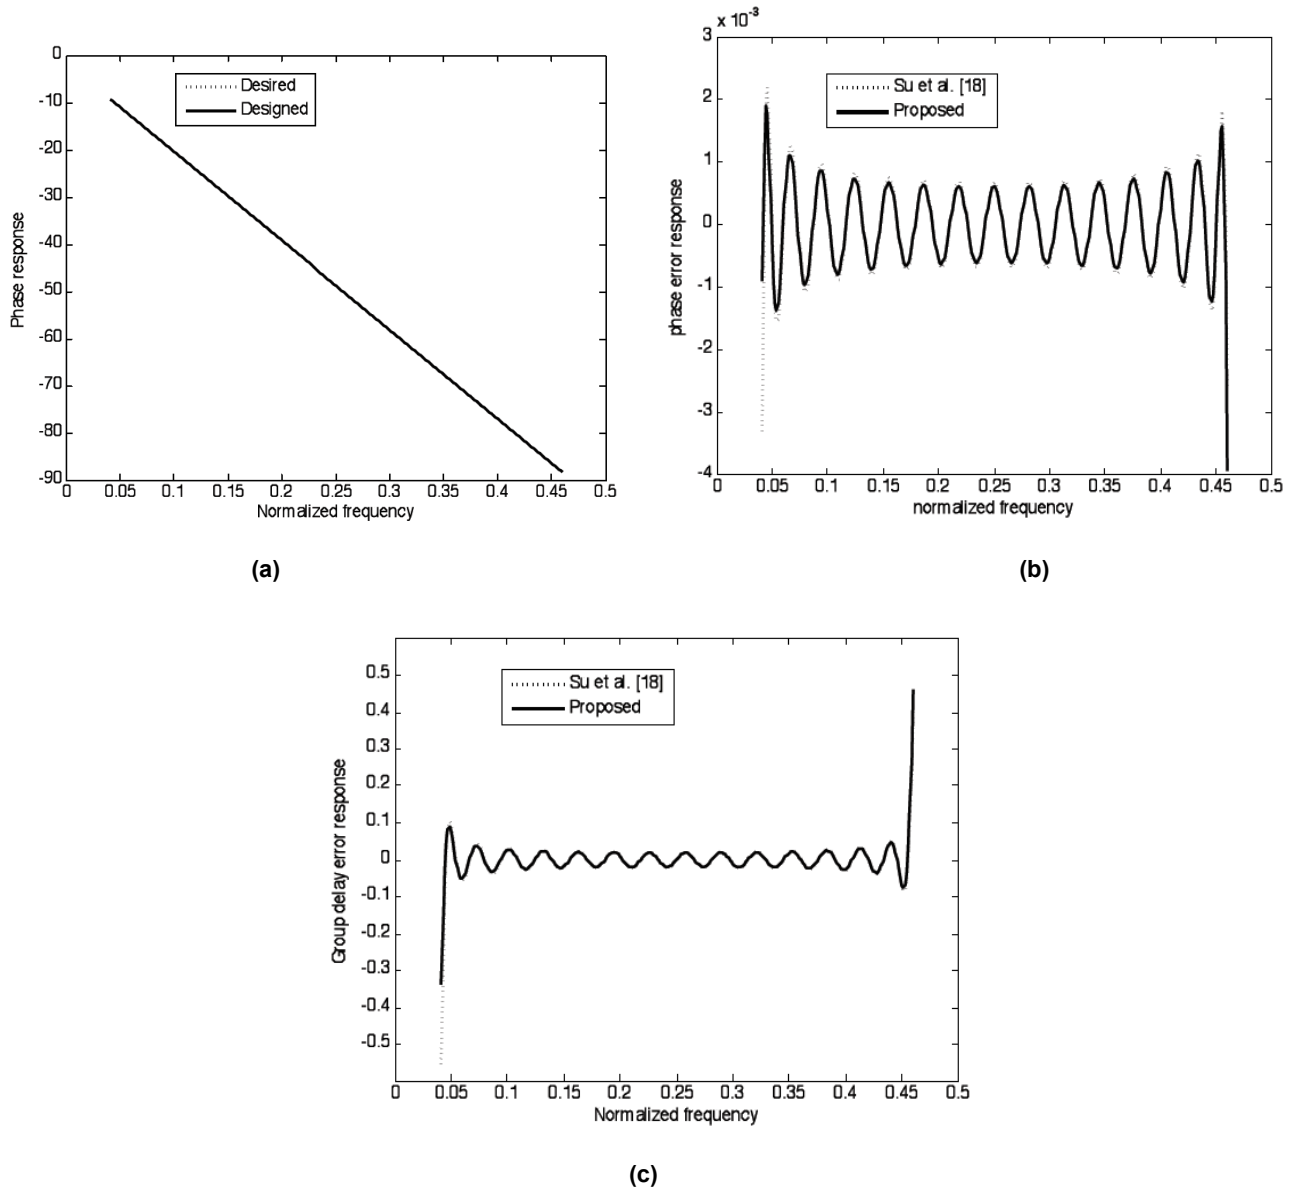 0
-10
-20
-30
-40
-50
-60
-70
-80
-90
Phase response
Desired
Designed
0 0.05 0.1 0.15 0.2 0.25 0.3 0.35 0.4 0.45 0.5
Normalized frequency
(a)
3 x 10-3
2
1
0
-1
-2
-3
-4
phase error response
Su et al. [18]
Proposed
0 0.05 0.1 0.15 0.2 0.25 0.3 0.35 0.4 0.45 0.5
normalized frequency
(b)
0.5
0.4
0.3
0.2
0.1
0
-0.1
-0.2
-0.3
-0.4
-0.5
Group delay error response
Su et al. [18]
Proposed
0 0.05 0.1 0.15 0.2 0.25 0.3 0.35 0.4 0.45 0.5
Normalized frequency
(c)